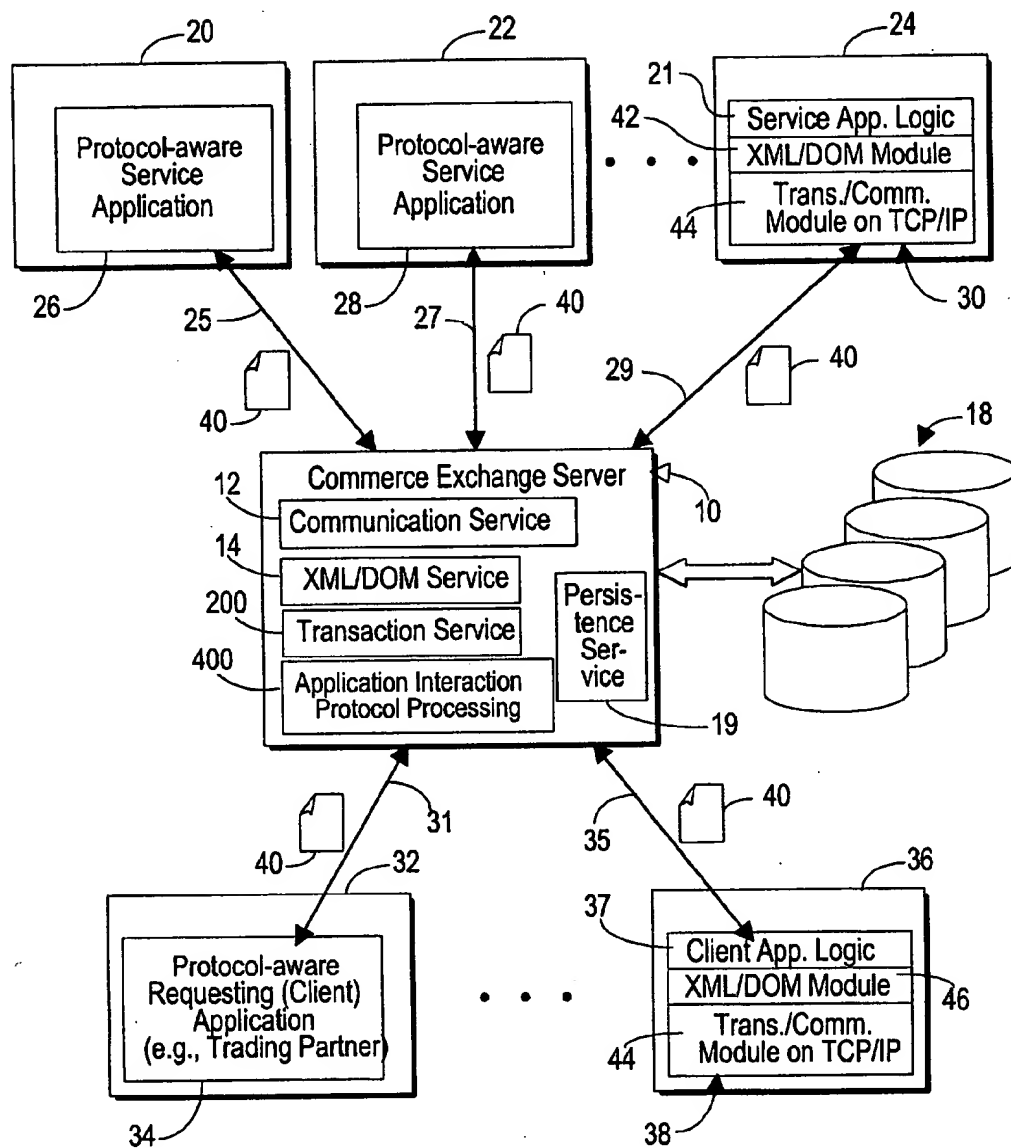 20
22
24
Protocol-aware
Service
Application
Protocol-aware
Service
Application
21
Service App. Logic
42
XML/DOM Module
44
Trans./Comm.
Module on TCP/IP
26
25
28
27
40
30
40
29
40
18
Commerce Exchange Server
10
12
Communication Service
14
XML/DOM Service
200
Transaction Service
400
Application Interaction
Protocol Processing
Persis-
tence
Ser-
vice
19
31
40
32
35
40
36
37
Protocol-aware
Requesting (Client)
Application
(e.g., Trading Partner)
Client App. Logic
XML/DOM Module
46
44
Trans./Comm.
Module on TCP/IP
34
38